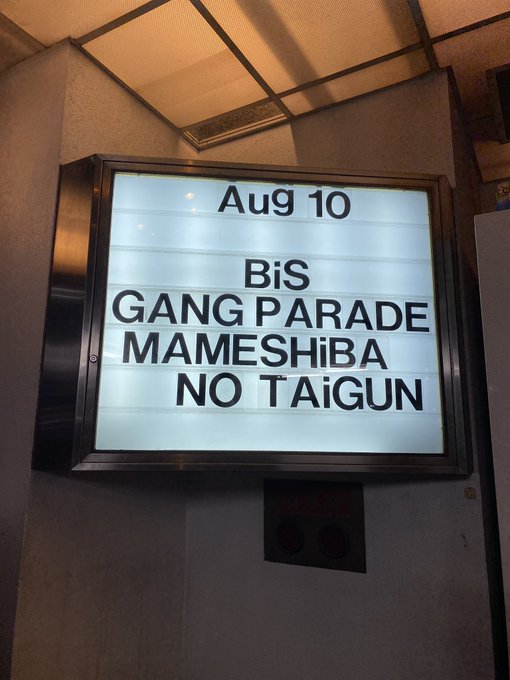 Aug 10
BiS
GANG PARADE
MAMESHiBA
NO TAiGUN